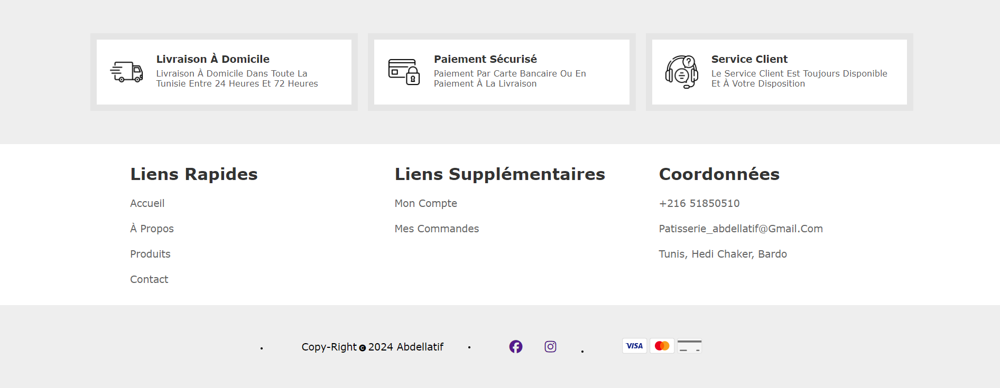 Livraison À Domicile
Livraison À Domicile Dans Toute La
Tunisie Entre 24 Heures Et 72 Heures
Paiement Sécurisé
Paiement Par Carte Bancaire Ou En
Paiement À La Livraison
?
Service Client
Le Service Client Est Toujours Disponible
Et À Votre Disposition
Liens Rapides
Accueil
À Propos
Produits
Contact
Liens Supplémentaires
Mon Compte
Mes Commandes
Coordonnées
+216 51850510
Patisserie_abdellatif@Gmail.Com
Tunis, Hedi Chaker, Bardo
Copy-Right © 2024 Abdellatif
VISA